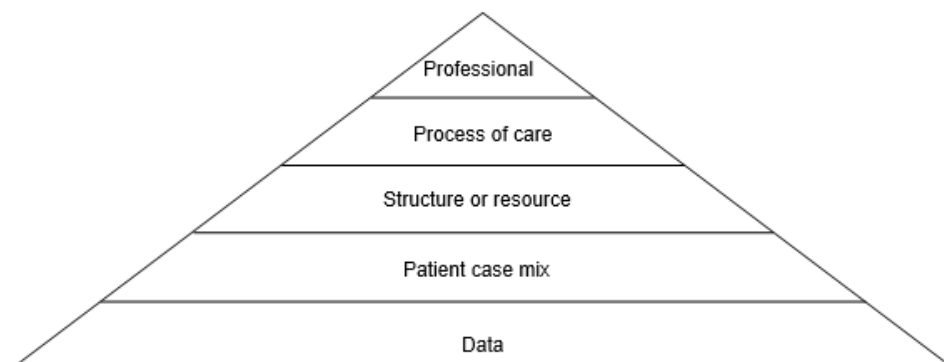 Professional
Process of care
Structure or resource
Patient case mix
Data